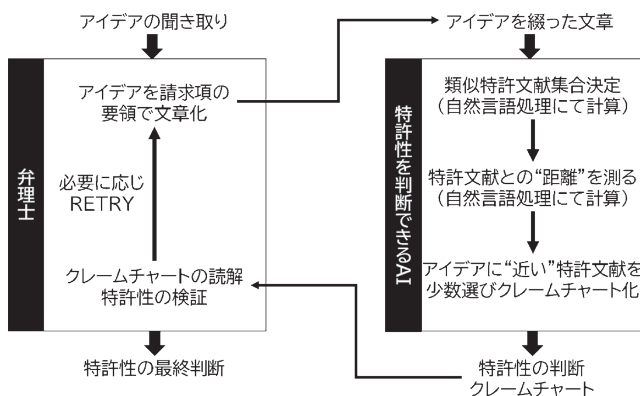 アイデアの聞き取り
弁理士
アイデアを請求項の
要領で文章化
必要に応じ
RETRY
クレームチャートの読解
特許性の検証
特許性の最終判断
アイデアを綴った文章
特許性を判断できるAI
類似特許文献集合決定
（自然言語処理にて計算）
特許文献との“距離”を測る
（自然言語処理にて計算）
アイデアに“近い”特許文献を
少数選びクレームチャート化
特許性の判断
クレームチャート